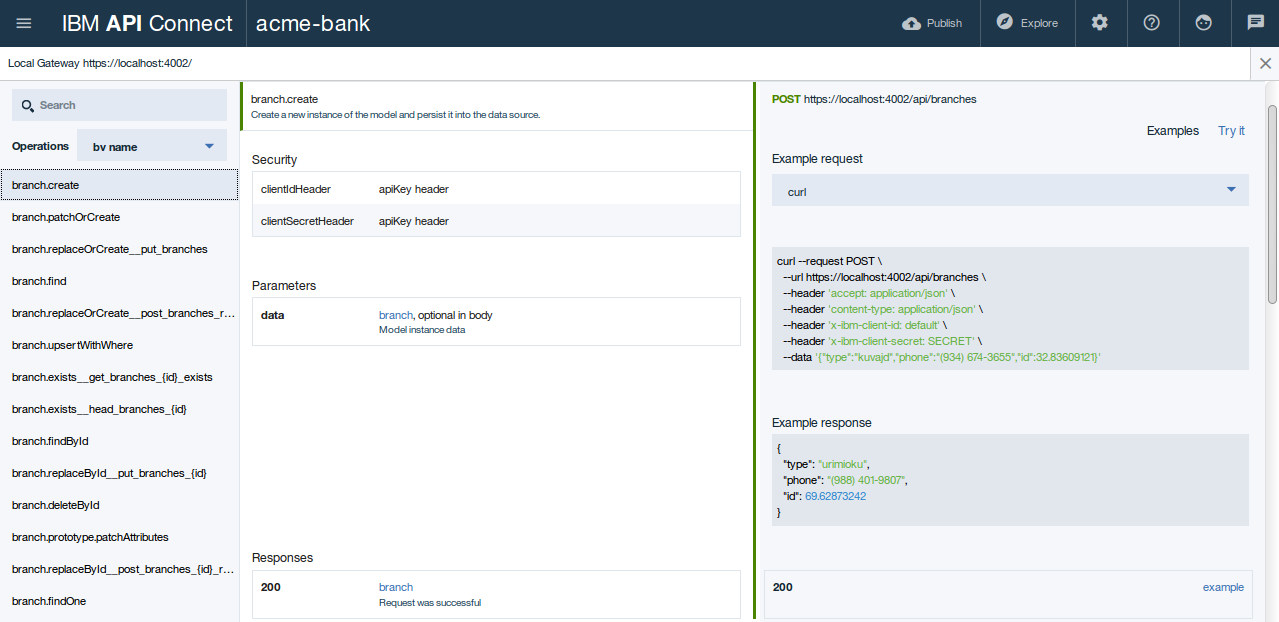 IBM API Connect
acme-bank
Publish
Explore
Local Gateway https://localhost:4002/
Search
Operations
by name
branch.create
branch.patchOrCreate
branch.replaceOrCreate__put_branches
branch.find
branch.replaceOrCreate__post_branches_r...
branch.upsertWithWhere
branch.exists__get_branches_{id}_exists
branch.exists__head_branches_{id}
branch.findById
branch.replaceById__put_branches_{id}
branch.deleteById
branch.prototype.patchAttributes
branch.replaceById__post_branches_{id}_r...
branch.findOne
branch.create
Create a new instance of the model and persist it into the data source.
Security
clientIdHeader apiKey header
clientSecretHeader apiKey header
Parameters
data branch, optional in body
Model instance data
Responses
200 branch
Request was successful
POST https://localhost:4002/api/branches
Examples Try it
Example request
curl
curl --request POST \
--url https://localhost:4002/api/branches \
--header 'accept: application/json' \
--header 'content-type: application/json' \
--header 'x-ibm-client-id: default' \
--header 'x-ibm-client-secret: SECRET' \
--data '{"type":"kuvajd","phone":"(934) 674-3655","id":32.83609121}'
Example response
{
"type": "urimioku",
"phone": "(988) 401-9807",
"id": 69.62873242
}
200 example